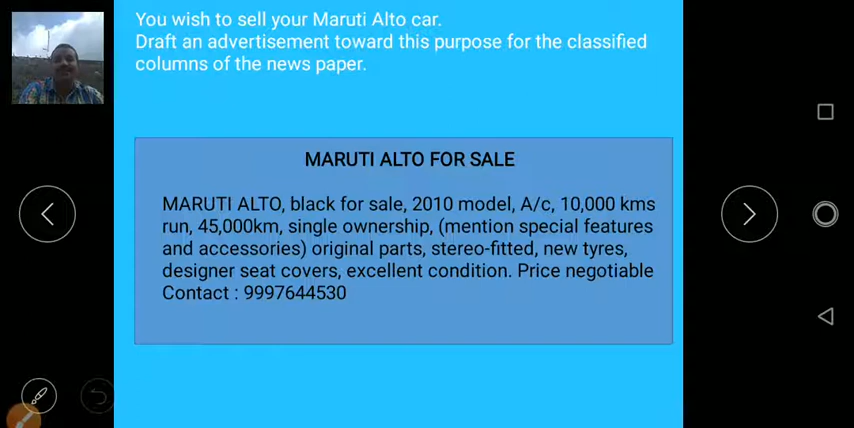 You wish to sell your Maruti Alto car.
Draft an advertisement toward this purpose for the classified
columns of the news paper.
MARUTI ALTO FOR SALE
MARUTI ALTO, black for sale, 2010 model, A/c, 10,000 kms
run, 45,000km, single ownership, (mention special features
and accessories) original parts, stereo-fitted, new tyres,
designer seat covers, excellent condition. Price negotiable
Contact : 9997644530